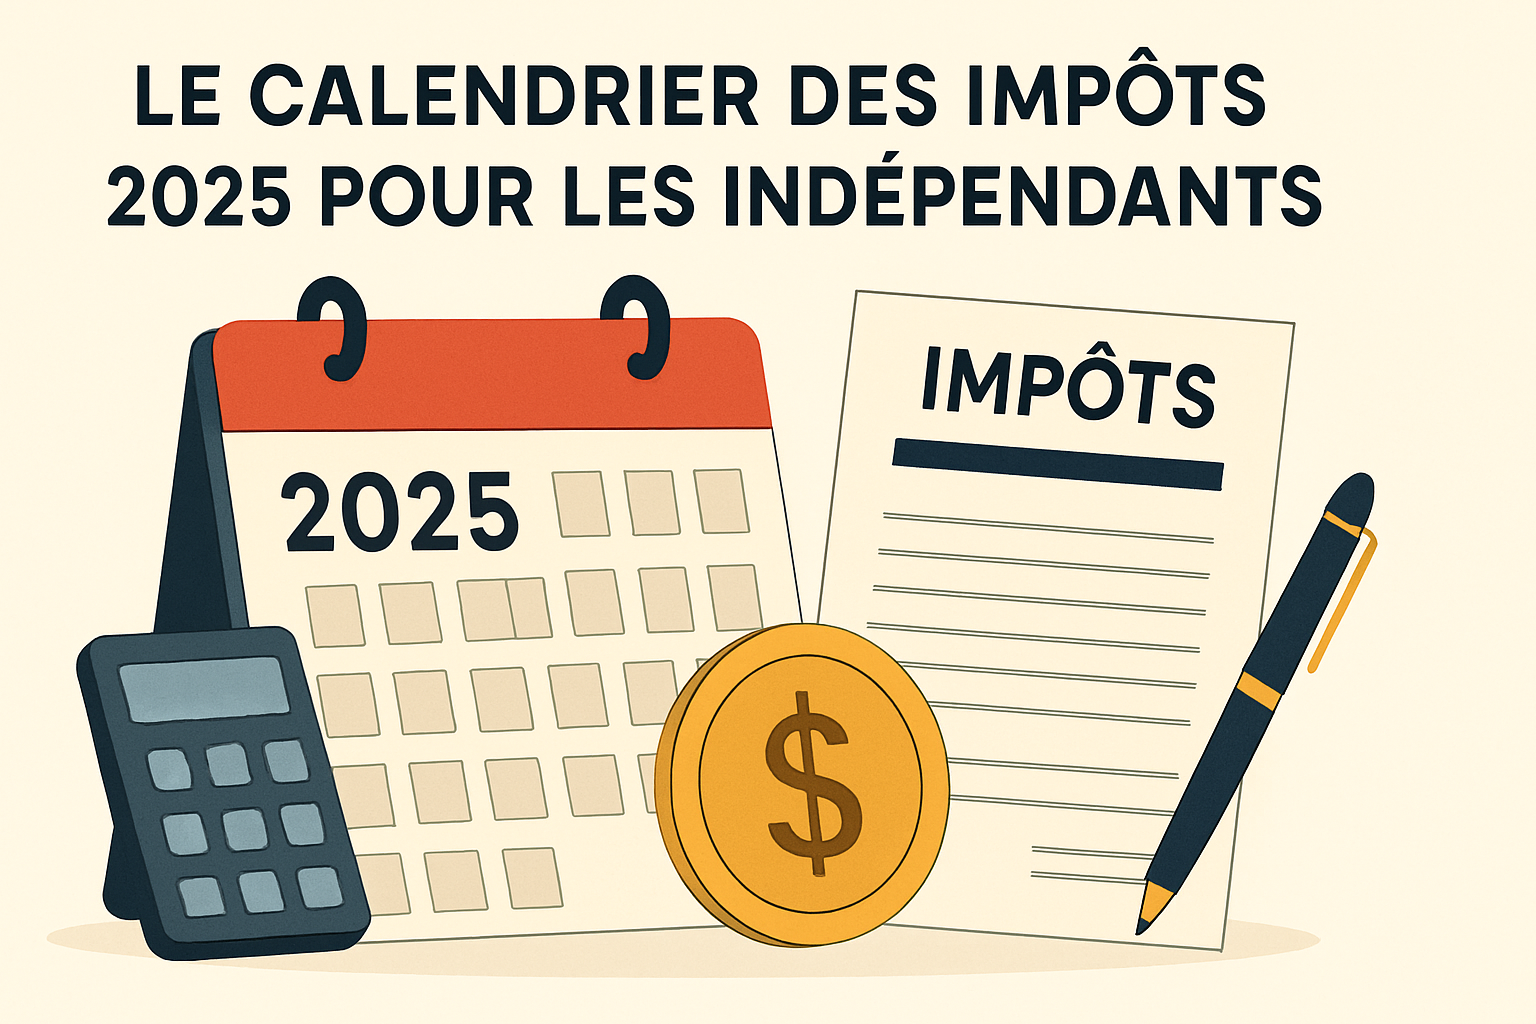 LE CALENDRIER DES IMPÔTS
2025 POUR LES INDÉPENDANTS
2025
IMPÔTS
$